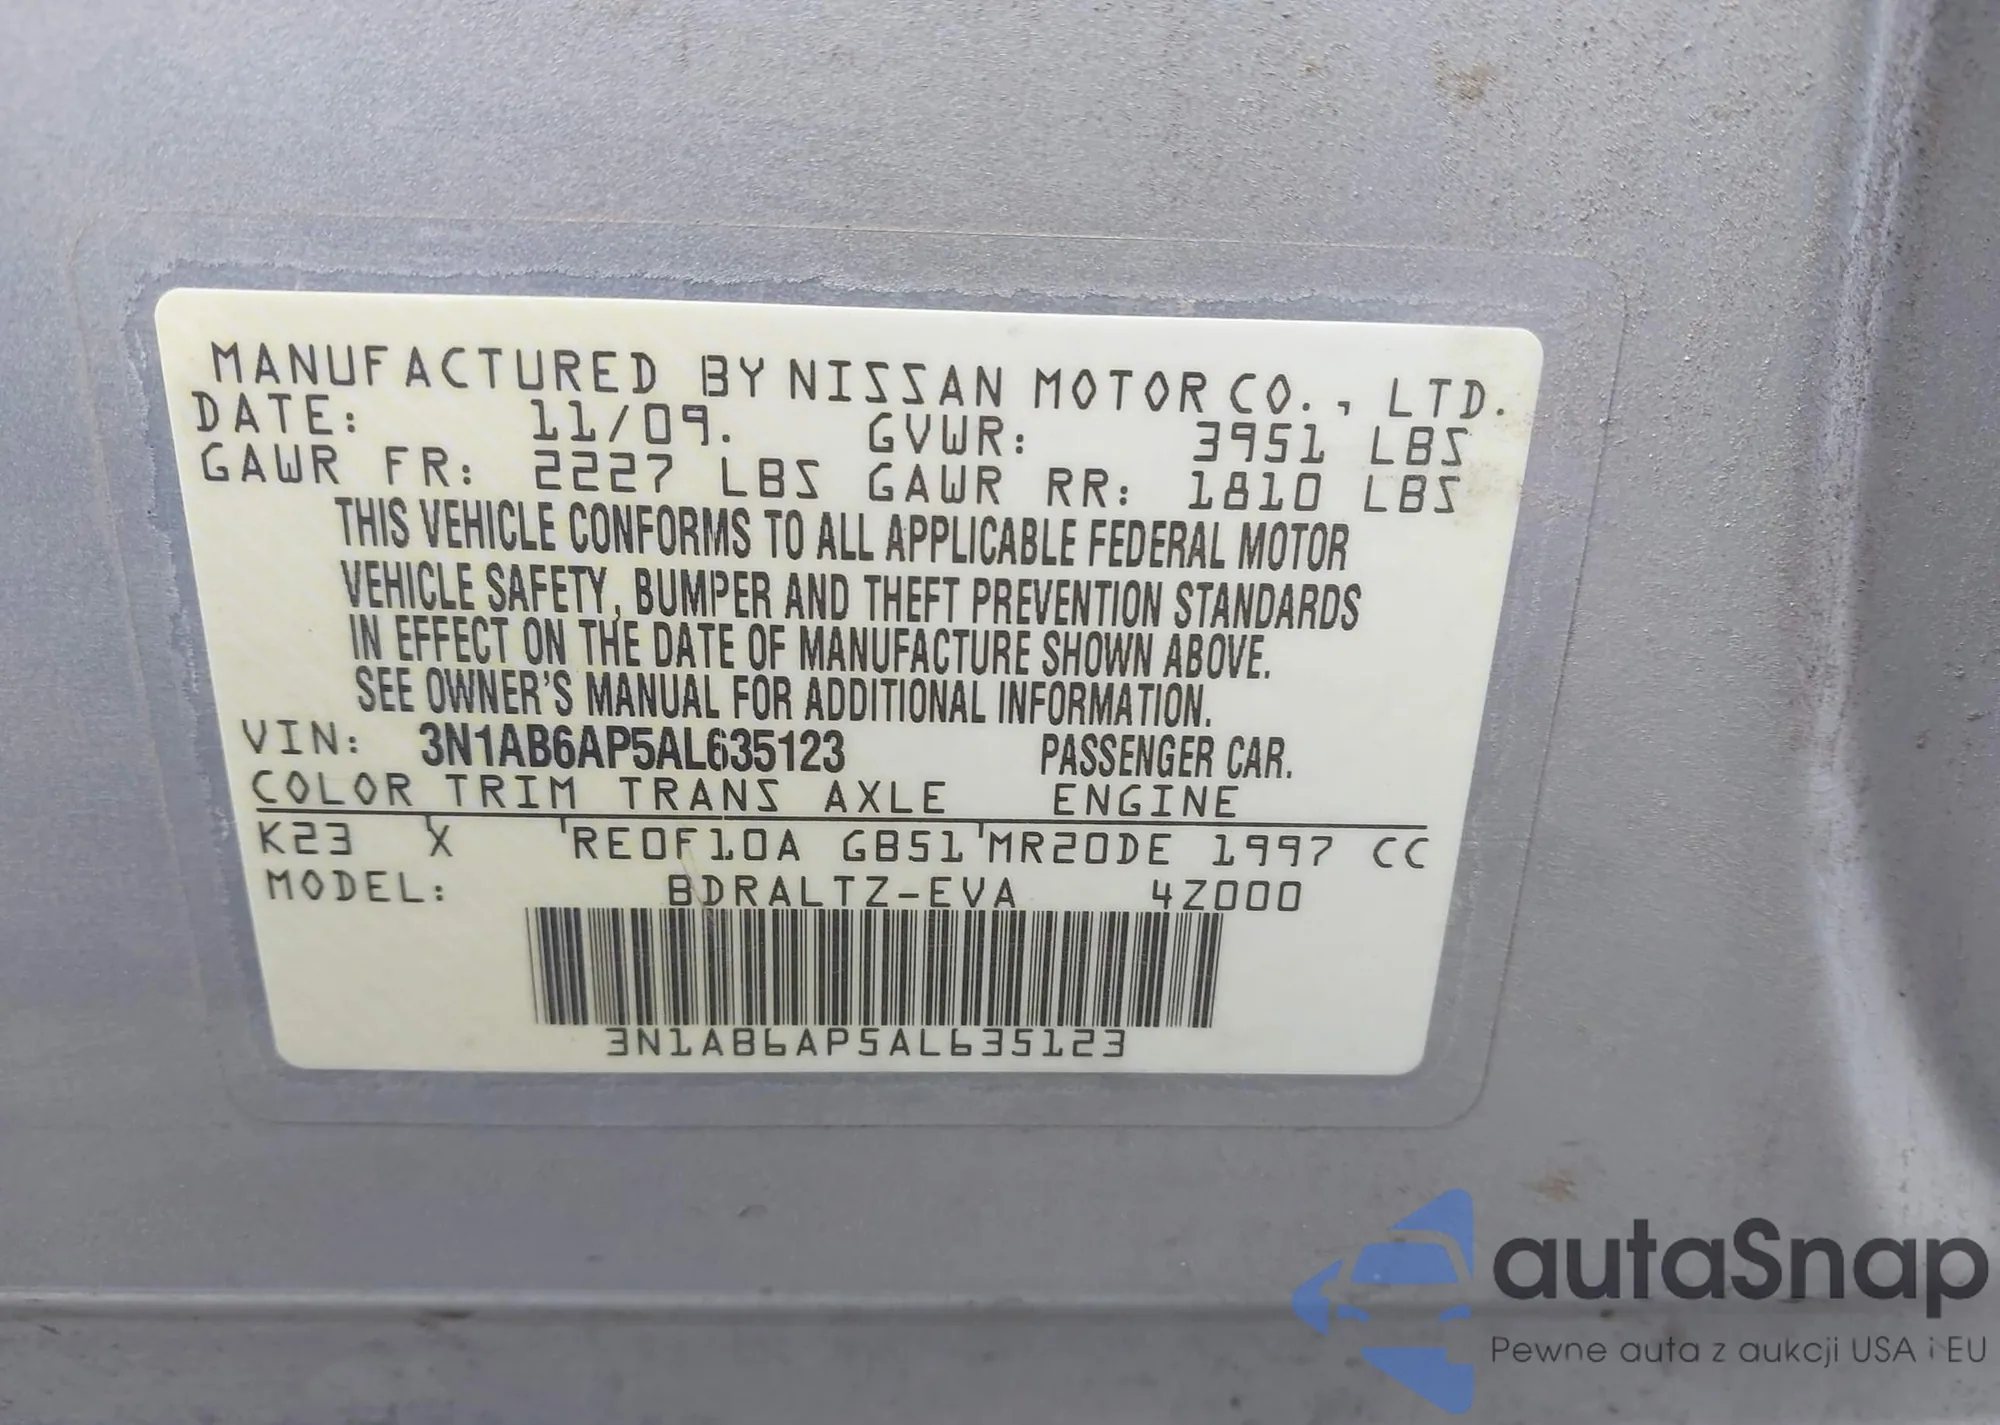 MANUFACTURED BY NISSAN MOTOR CO., LTD.
DATE: 11/09. GVWR: 3951 LBS
GAWR FR: 2227 LBS GAWR RR: 1810 LBS
THIS VEHICLE CONFORMS TO ALL APPLICABLE FEDERAL MOTOR
VEHICLE SAFETY, BUMPER AND THEFT PREVENTION STANDARDS
IN EFFECT ON THE DATE OF MANUFACTURE SHOWN ABOVE.
SEE OWNER'S MANUAL FOR ADDITIONAL INFORMATION.
VIN: 3N1AB6AP5AL635123 PASSENGER CAR.
COLOR TRIM TRANS AXLE ENGINE
K23 X RE0F10A GB51 MR20DE 1997 CC
MODEL: BDRALTZ-EVA 4Z000
3N1AB6AP5AL635123
autaSnap
Pewne auta z aukcji USA i EU